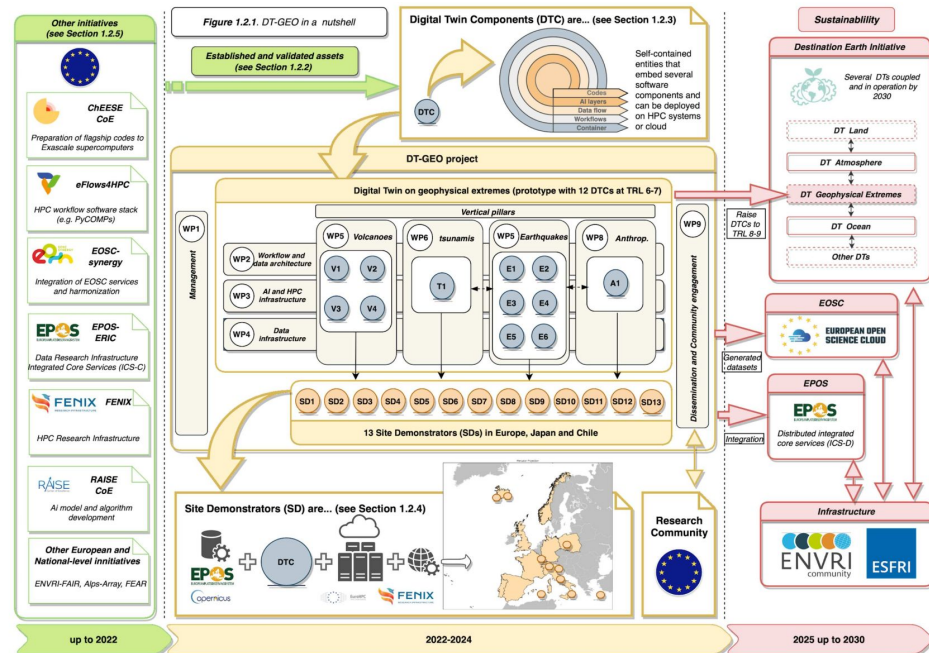 Other initiatives
(see Section 1.2.5)
ChEESE
CoE
Preparation of flagship codes to
Exascale supercomputers
eFlows4HPC
HPC workflow software stack
(e.g. PyCOMPs)
EOSC-
synergy
Integration of EOSC services
and harmonization
EPOS
EPOS-
ERIC
Data Research Infrastructure
Integrated Core Services (ICS-C)
FENIX
FENIX
HPC Research Infrastructure
RAISE
RAISE
CoE
Ai model and algorithm
development
Other European and
National-level innitiatives
ENVRI-FAIR, Alps-Array, FEAR
up to 2022
Figure 1.2.1. DT-GEO in a nutshell
Established and validated assets
(see Section 1.2.2)
Digital Twin Components (DTC) are... (see Section 1.2.3)
DTC
Codes
AI layers
Data flow
Workflows
Container
Self-contained
entities that
embed several
software
components and
can be deployed
on HPC systems
or cloud
DT-GEO project
Digital Twin on geophysical extremes (prototype with 12 DTCs at TRL 6-7)
Vertical pillars
WP1
Management
WP2
Workflow and
data architecture
WP3
AI and HPC
infrastructure
WP4
Data
infrastructure
WP5
Volcanoes
V1
V2
V3
V4
WP6
tsunamis
T1
WP5
Earthquakes
E1
E2
E3
E4
E5
E6
WP8
Anthrop.
A1
WP9
Dissemination and Community engagement
SD1
SD2
SD3
SD4
SD5
SD6
SD7
SD8
SD9
SD10
SD11
SD12
SD13
13 Site Demonstrators (SDs) in Europe, Japan and Chile
Site Demonstrators (SD) are... (see Section 1.2.4)
EPOS
opernicus
DTC
EuroHPC
FENIX
Research
Community
2022-2024
Sustainablility
Destination Earth Initiative
Several DTs coupled
and in operation by
2030
DT Land
DT Atmosphere
DT Geophysical Extremes
DT Ocean
Other DTs
Raise
DTCs to
TRL 8-9
EOSC
EUROPEAN OPEN
SCIENCE CLOUD
Generated
datasets
EPOS
EPOS
Distributed integrated
core services (ICS-D)
Integration
Infrastructure
ENVRI
community
ESFRI
2025 up to 2030